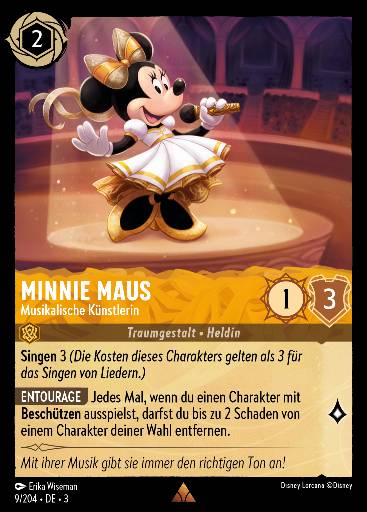 2
MINNIE MAUS
Musikalische Künstlerin
1
3
Traumgestalt • Heldin
Singen 3 (Die Kosten dieses Charakters gelten als 3 für
das Singen von Liedern.)
ENTOURAGE Jedes Mal, wenn du einen Charakter mit
Beschützen ausspielst, darfst du bis zu 2 Schaden von
einem Charakter deiner Wahl entfernen.
Mit ihrer Musik gibt sie immer den richtigen Ton an!
Erika Wiseman
Disney Lorcana ©Disney
9/204 • DE • 3